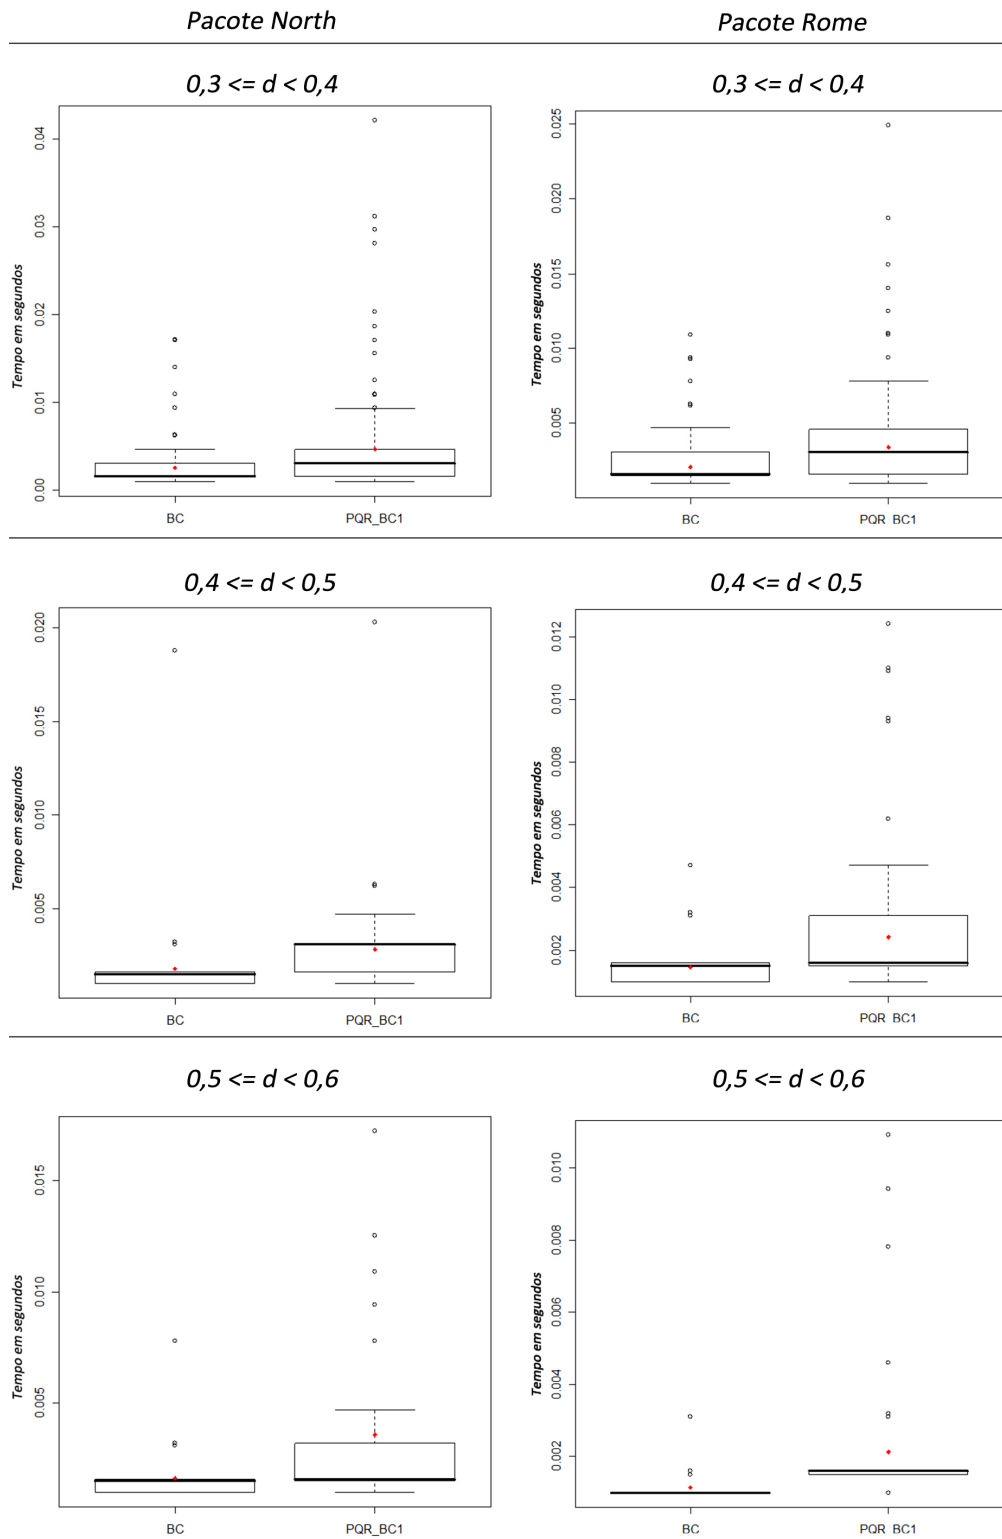 Pacote North
Pacote Rome
0,3 <= d < 0,4
0,3 <= d < 0,4
Tempo em segundos
0.04
0.03
0.02
0.01
0.00
BC
PQR_BC1
Tempo em segundos
0.025
0.020
0.015
0.010
0.005
BC
PQR_BC1
0,4 <= d < 0,5
0,4 <= d < 0,5
Tempo em segundos
0.020
0.015
0.010
0.005
BC
PQR_BC1
Tempo em segundos
0.012
0.010
0.008
0.006
0.004
0.002
BC
PQR_BC1
0,5 <= d < 0,6
0,5 <= d < 0,6
Tempo em segundos
0.015
0.010
0.005
BC
PQR_BC1
Tempo em segundos
0.010
0.008
0.006
0.004
0.002
BC
PQR_BC1